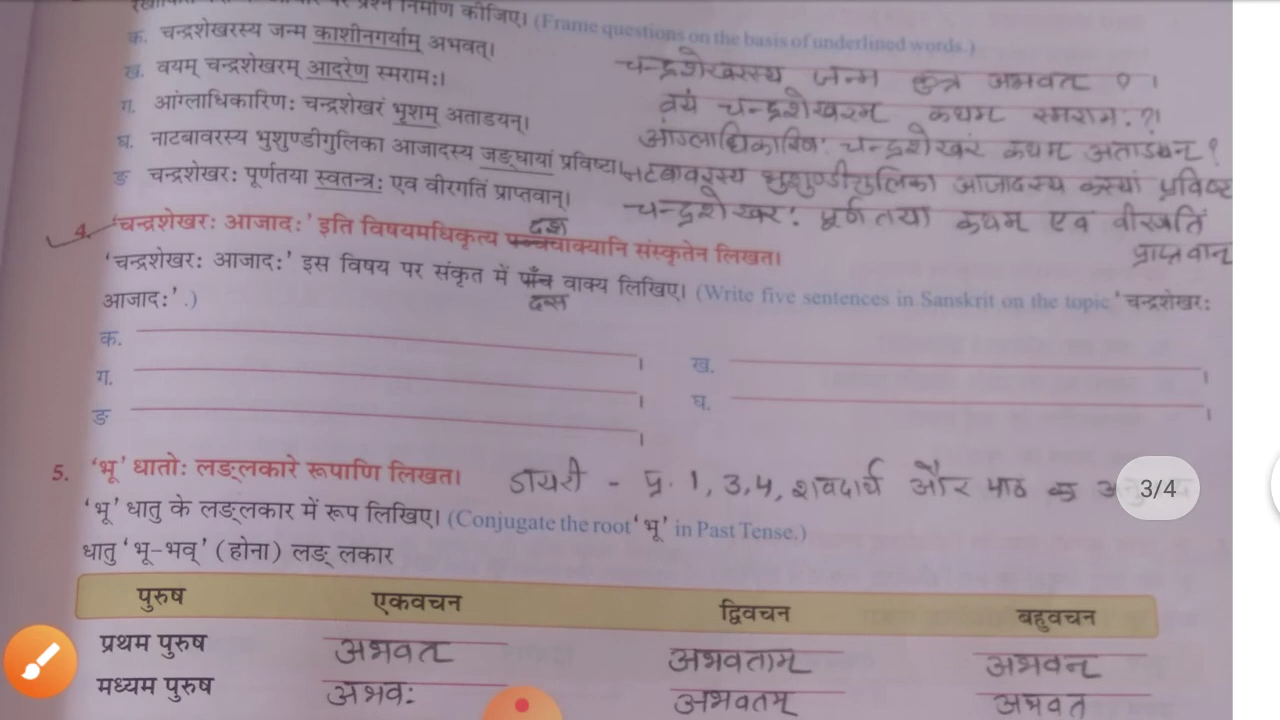 प्रश्न निर्माण कीजिए। (Frame questions on the basis of underlined words.)
क. चन्द्रशेखरस्य जन्म काशीनगर्याम् अभवत्। चन्द्रशेखरस्य जन्म कुत्र अभवत ?।
ख. वयम् चन्द्रशेखरम् आदरेण स्मरामः। वयं चन्द्रशेखरम कथम स्मराम:?।
ग. आंग्लाधिकारिणः चन्द्रशेखरं भृशम् अताडयन्। आंग्लाधिकारिण: चन्द्रशेखरं कथम अताडयन् ?
घ. नाटबावरस्य भुशुण्डीगुलिका आजादस्य जङ्घायां प्रविष्टा। नाटबावरस्य भुशुण्डीगुलिका आजादस्य कस्यां प्रविष्ट
ङ चन्द्रशेखरः पूर्णतया स्वतन्त्रः एव वीरगतिं प्राप्तवान्। चन्द्रशेखर: पूर्णतया कथम् एव वीरगतिं
प्राप्तवान्
4. 'चन्द्रशेखरः आजादः' इति विषयमधिकृत्य पञ्चवाक्यानि संस्कृतेन लिखत।
दश
'चन्द्रशेखरः आजादः' इस विषय पर संकृत में पाँच वाक्य लिखिए। (Write five sentences in Sanskrit on the topic 'चन्द्रशेखरः
दस
आजादः'.)
क. । ख. ।
ग. । घ. ।
ङ ।
5. 'भू' धातोः लङ्लकारे रूपाणि लिखत। डायरी - प्र. 1, 3, 4, शब्दार्थ और पाठ का
3/4
'भू' धातु के लङ्लकार में रूप लिखिए। (Conjugate the root 'भू' in Past Tense.)
धातु 'भू-भव्' (होना) लङ् लकार
पुरुष एकवचन द्विवचन बहुवचन
प्रथम पुरुष अभवत् अभवताम् अभवन्
मध्यम पुरुष अभवः अभवतम् अभवत